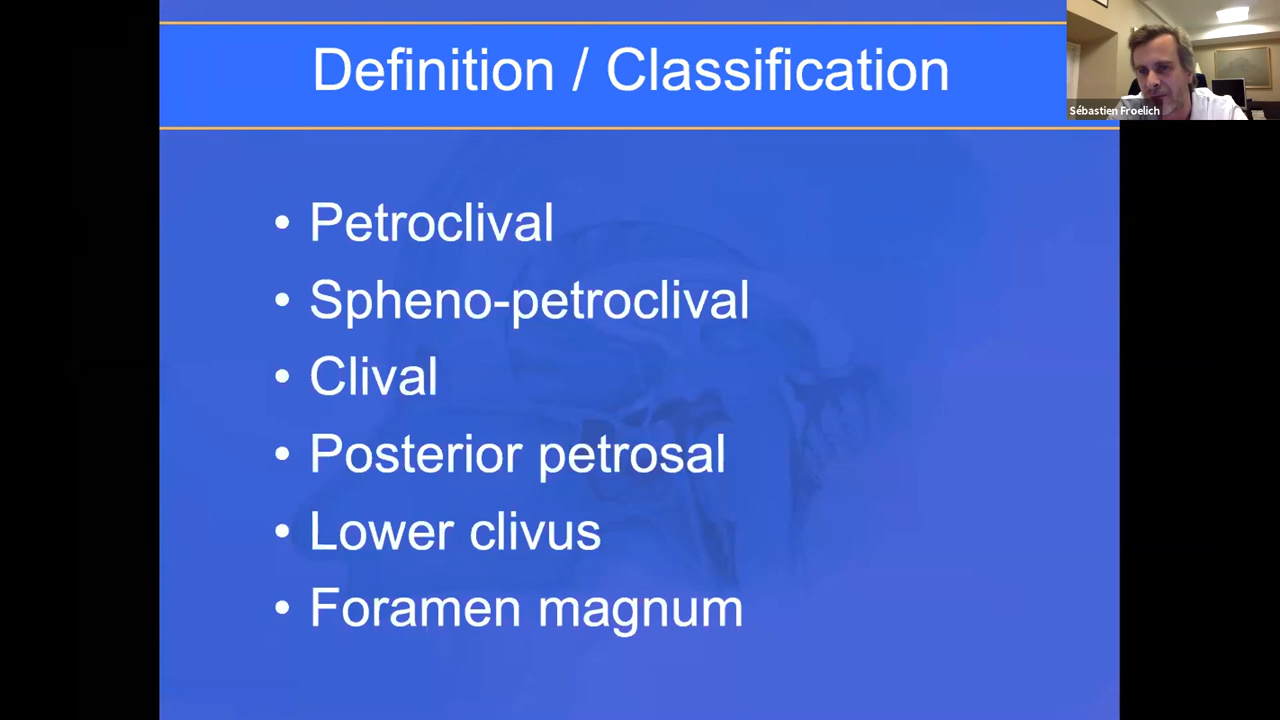 Definition / Classification
Sébastien Froelich
• Petroclival
• Spheno-petroclival
• Clival
• Posterior petrosal
• Lower clivus
• Foramen magnum